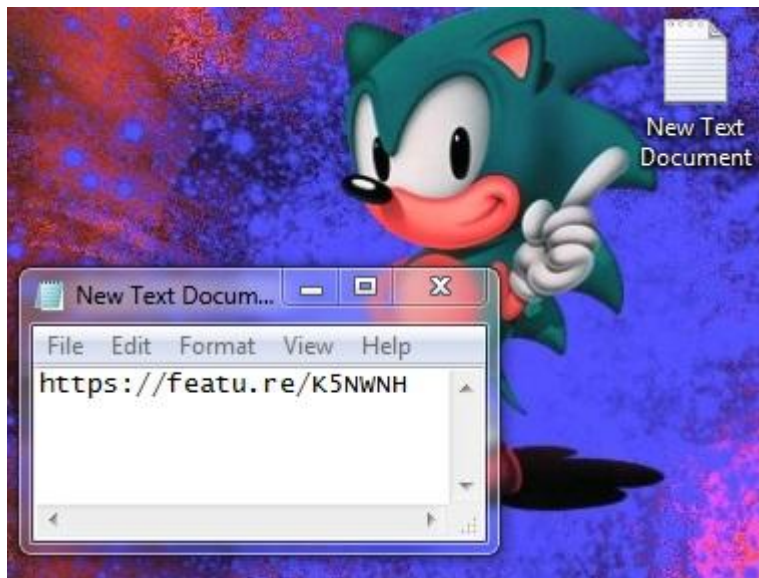 New Text
Document
New Text Docum...
File Edit Format View Help
https://featu.re/K5NWNH